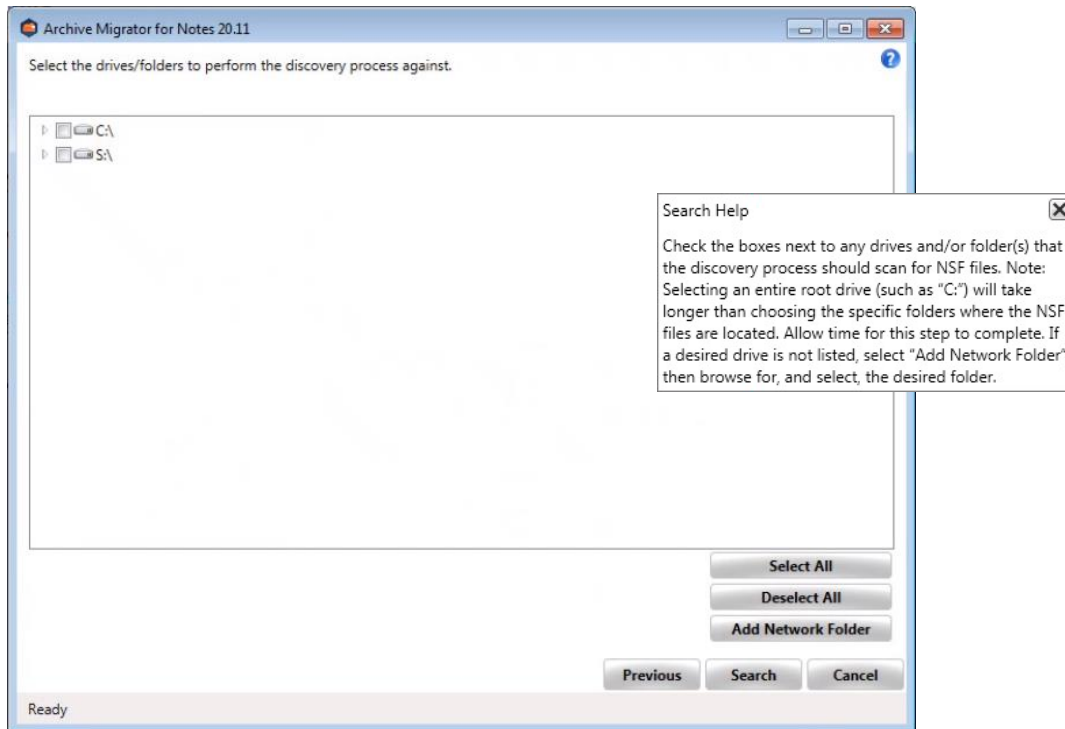 Archive Migrator for Notes 20.11
Select the drives/folders to perform the discovery process against.
?
C:\
S:\
Search Help
Check the boxes next to any drives and/or folder(s) that
the discovery process should scan for NSF files. Note:
Selecting an entire root drive (such as “C:”) will take
longer than choosing the specific folders where the NSF
files are located. Allow time for this step to complete. If
a desired drive is not listed, select “Add Network Folder”
then browse for, and select, the desired folder.
Select All
Deselect All
Add Network Folder
Previous Search Cancel
Ready